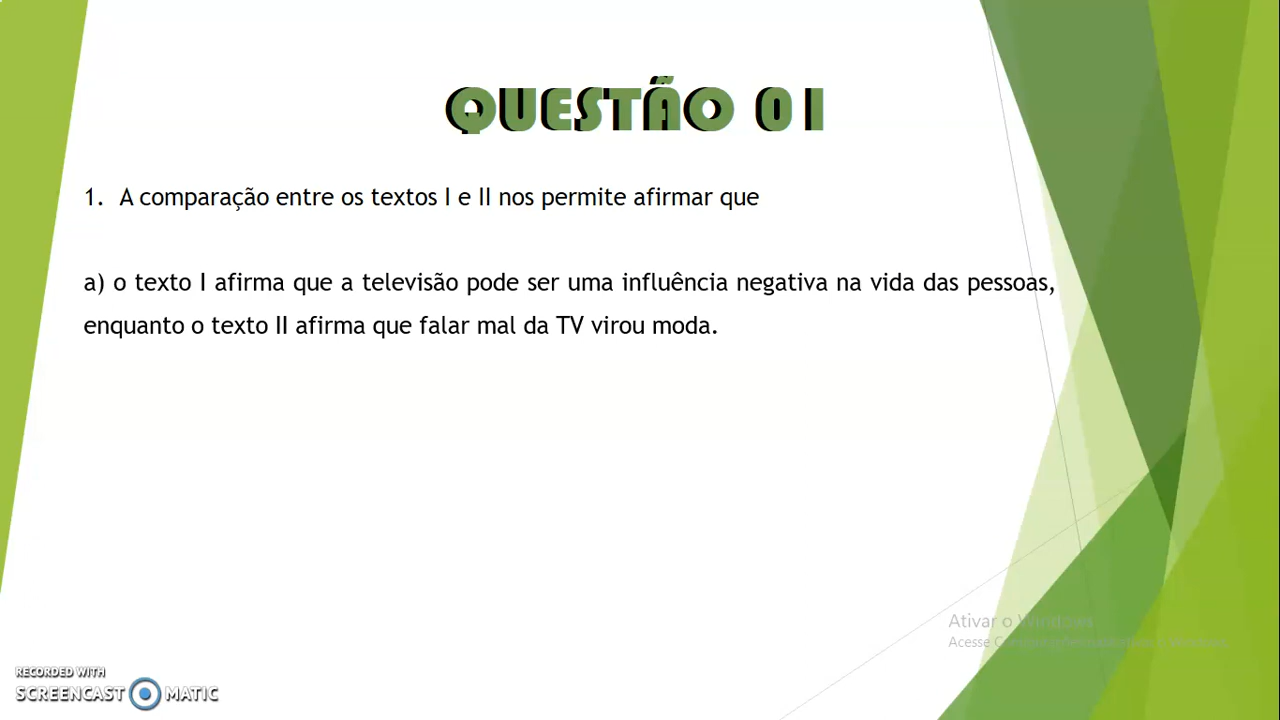 QUESTÃO 01
1. A comparação entre os textos I e II nos permite afirmar que
a) o texto I afirma que a televisão pode ser uma influência negativa na vida das pessoas,
enquanto o texto II afirma que falar mal da TV virou moda.
Ativar o Windows
Acesse
RECORDED WITH
SCREENCAST MATIC